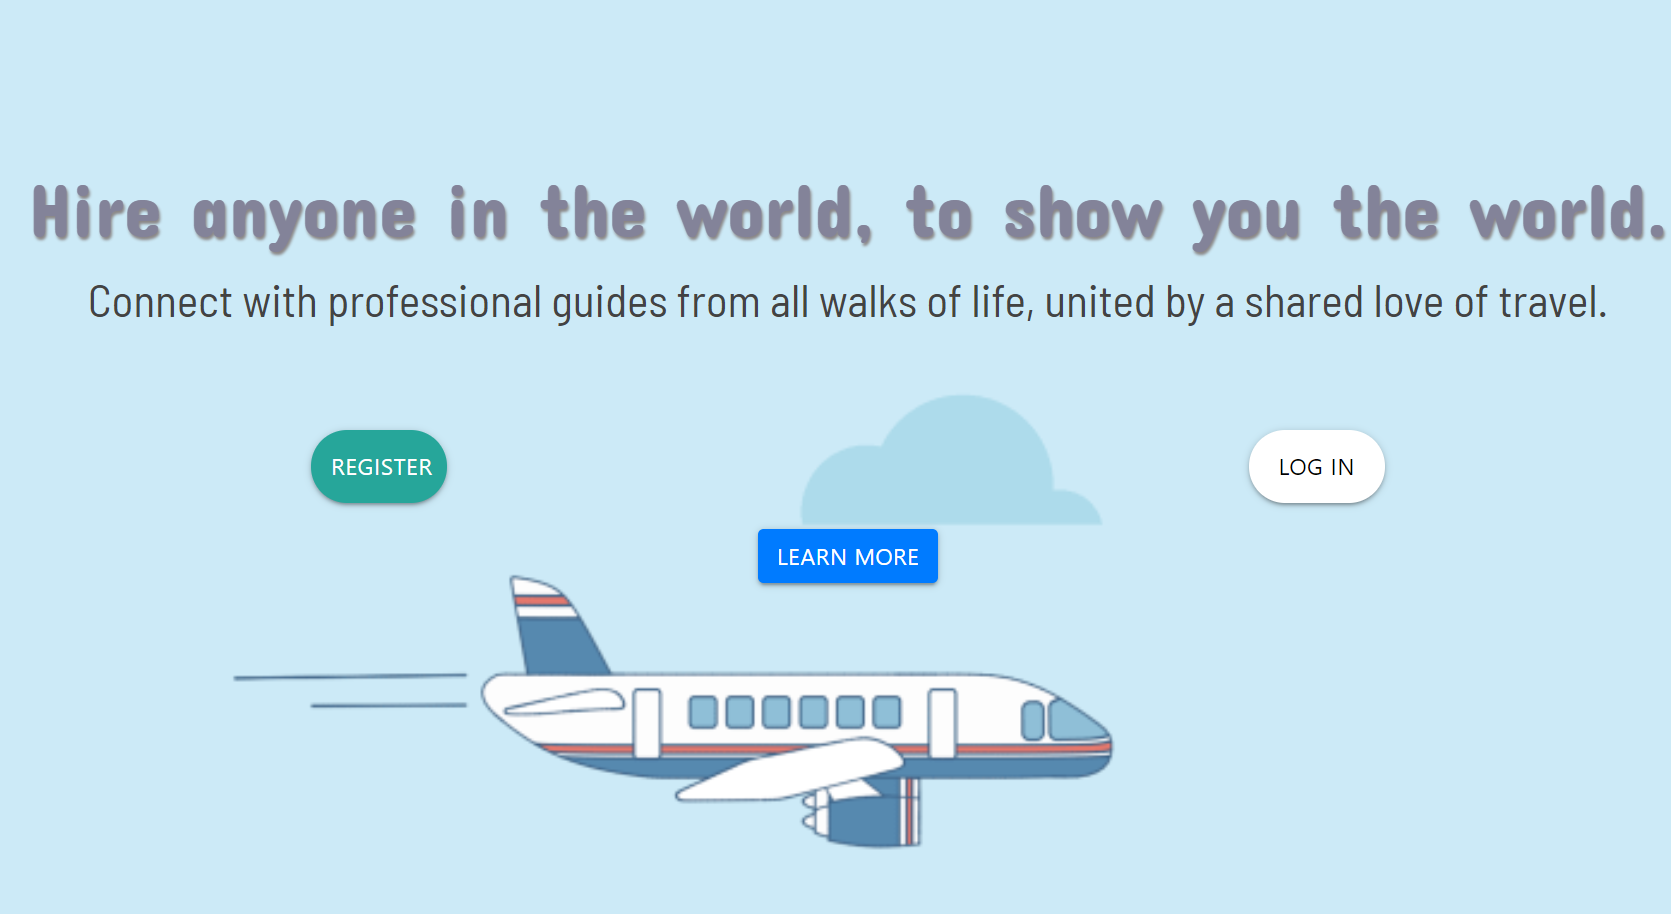 Hire anyone in the world, to show you the world.
Connect with professional guides from all walks of life, united by a shared love of travel.
REGISTER
LOG IN
LEARN MORE